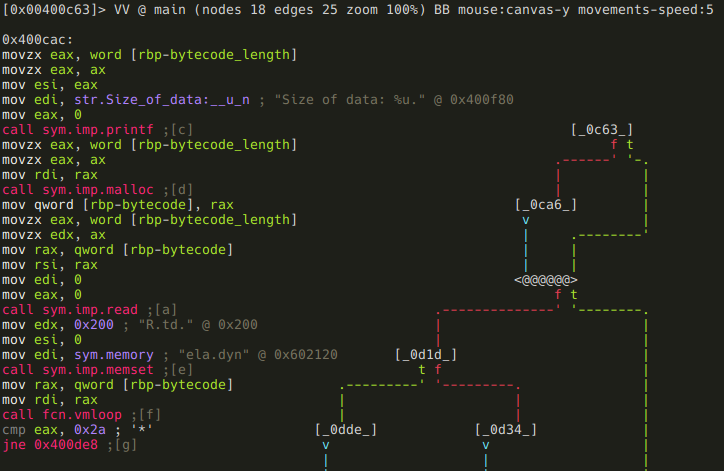 [0x00400c63]> VV @ main (nodes 18 edges 25 zoom 100%) BB mouse:canvas-y movements-speed:5
0x400cac:
movzx eax, word [rbp-bytecode_length]
movzx eax, ax
mov esi, eax
mov edi, str.Size_of_data:__u_n ; "Size of data: %u." @ 0x400f80
mov eax, 0
call sym.imp.printf ;[c]
[_0c63_]
movzx eax, word [rbp-bytecode_length]
f t
movzx eax, ax
mov rdi, rax
call sym.imp.malloc ;[d]
mov qword [rbp-bytecode], rax
[_0ca6_]
movzx eax, word [rbp-bytecode_length]
v
movzx edx, ax
mov rax, qword [rbp-bytecode]
mov rsi, rax
mov edi, 0
<@@@@@@>
mov eax, 0
f t
call sym.imp.read ;[a]
mov edx, 0x200 ; "R.td." @ 0x200
mov esi, 0
mov edi, sym.memory ; "ela.dyn" @ 0x602120
[_0d1d_]
call sym.imp.memset ;[e]
t f
mov rax, qword [rbp-bytecode]
mov rdi, rax
call fcn.vmloop ;[f]
cmp eax, 0x2a ; '*'
[_0dde_]
[_0d34_]
jne 0x400de8 ;[g]
v
v